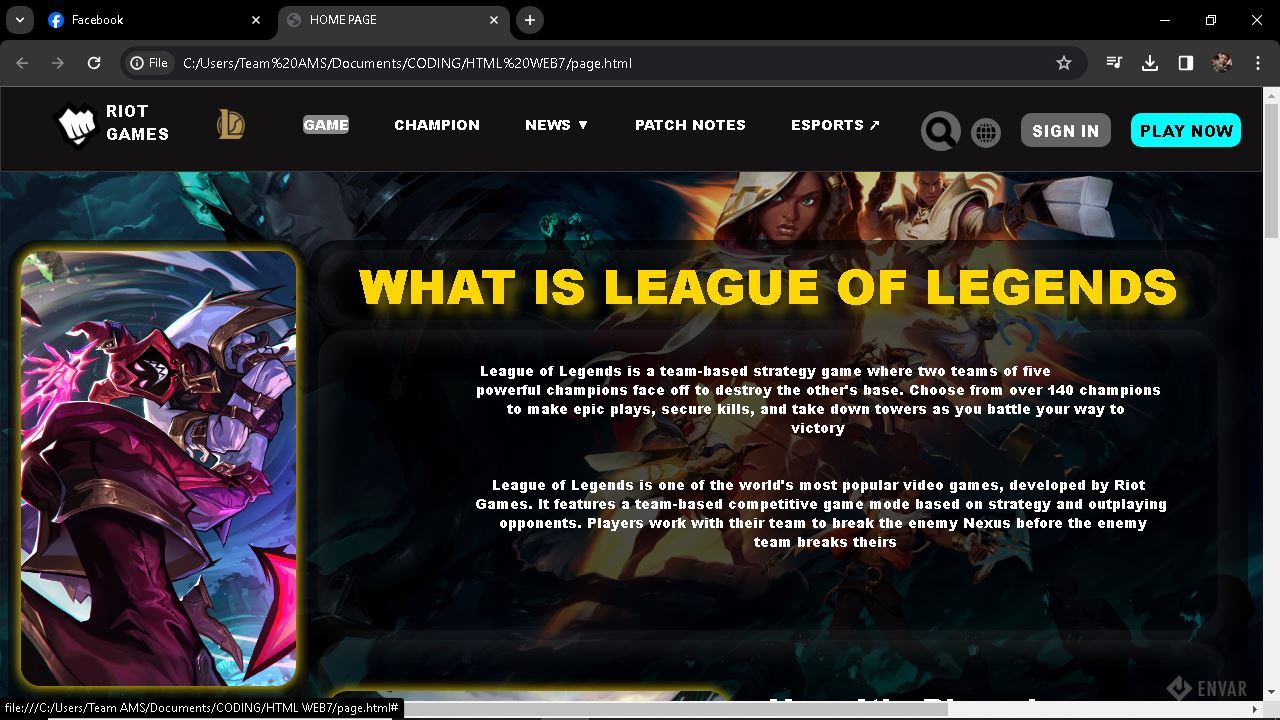 Facebook
HOME PAGE
File
C:/Users/Team%20AMS/Documents/CODING/HTML%20WEB7/page.html
RIOT
GAMES
GAME
CHAMPION
NEWS ▼
PATCH NOTES
ESPORTS ↗
SIGN IN
PLAY NOW
WHAT IS LEAGUE OF LEGENDS
League of Legends is a team-based strategy game where two teams of five
powerful champions face off to destroy the other's base. Choose from over 140 champions
to make epic plays, secure kills, and take down towers as you battle your way to
victory
League of Legends is one of the world's most popular video games, developed by Riot
Games. It features a team-based competitive game mode based on strategy and outplaying
opponents. Players work with their team to break the enemy Nexus before the enemy
team breaks theirs
ENVAR
file:///C:/Users/Team AMS/Documents/CODING/HTML WEB7/page.html#